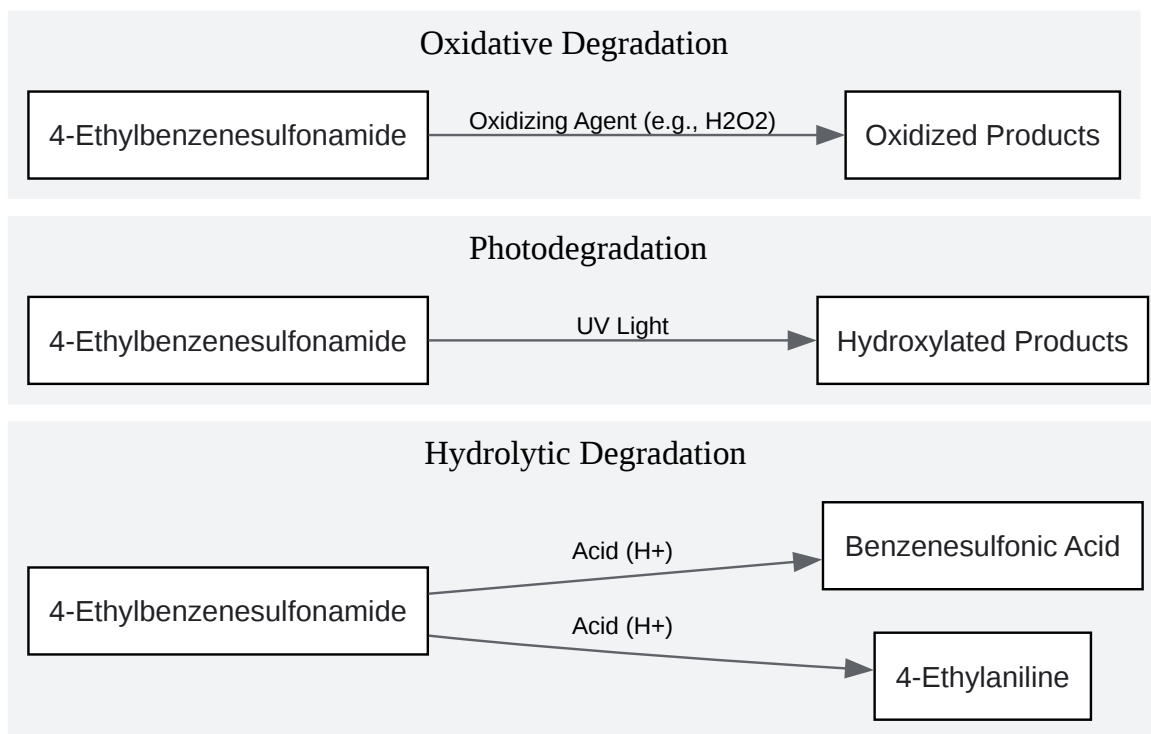 Oxidative Degradation
4-Ethylbenzenesulfonamide
Oxidizing Agent (e.g., H2O2)
Oxidized Products
Photodegradation
4-Ethylbenzenesulfonamide
UV Light
Hydroxylated Products
Hydrolytic Degradation
4-Ethylbenzenesulfonamide
Acid (H+)
Benzenesulfonic Acid
Acid (H+)
4-Ethylaniline